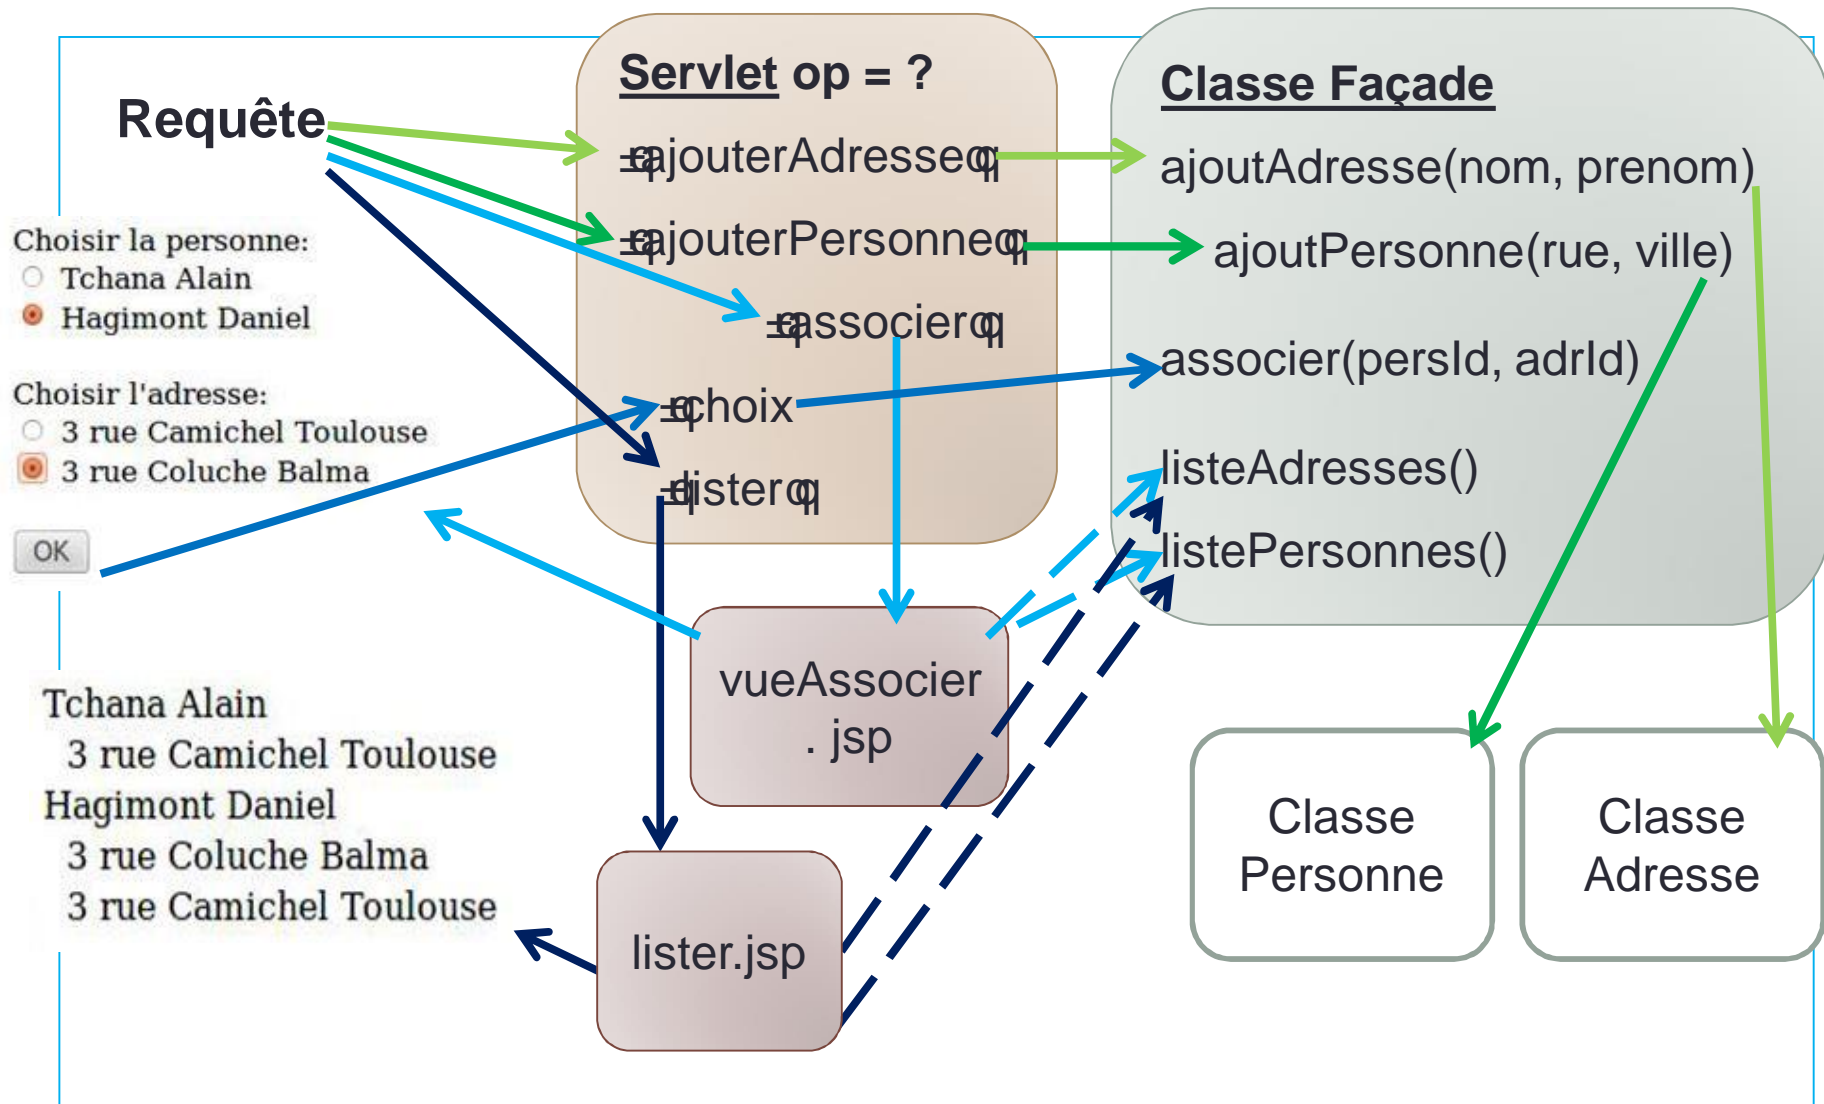 Requête
Choisir la personne:
Tchana Alain
Hagimont Daniel
Choisir l'adresse:
3 rue Camichel Toulouse
3 rue Coluche Balma
OK
Tchana Alain
3 rue Camichel Toulouse
Hagimont Daniel
3 rue Coluche Balma
3 rue Camichel Toulouse
Servlet op = ?
ajouterAdresse
ajouterPersonne
associer
choix
lister
vueAssocier
. jsp
lister.jsp
Classe Façade
ajoutAdresse(nom, prenom)
ajoutPersonne(rue, ville)
associer(persId, adrId)
listeAdresses()
listePersonnes()
Classe
Personne
Classe
Adresse